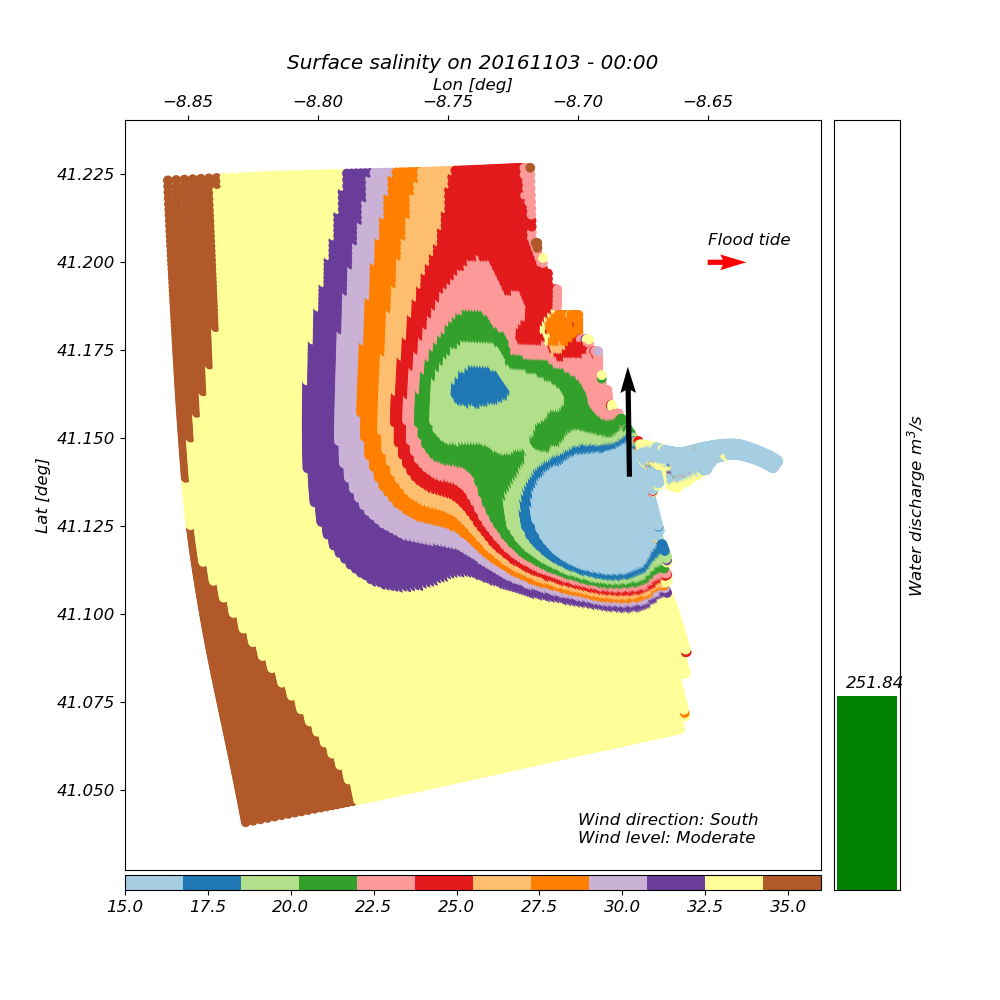 Surface salinity on 20161103 - 00:00
Lon [deg]
−8.85 −8.80 −8.75 −8.70 −8.65
41.225
41.200
41.175
41.150
41.125
41.100
41.075
41.050
Lat [deg]
Flood tide
Wind direction: South
Wind level: Moderate
15.0 17.5 20.0 22.5 25.0 27.5 30.0 32.5 35.0
251.84
Water discharge m³/s